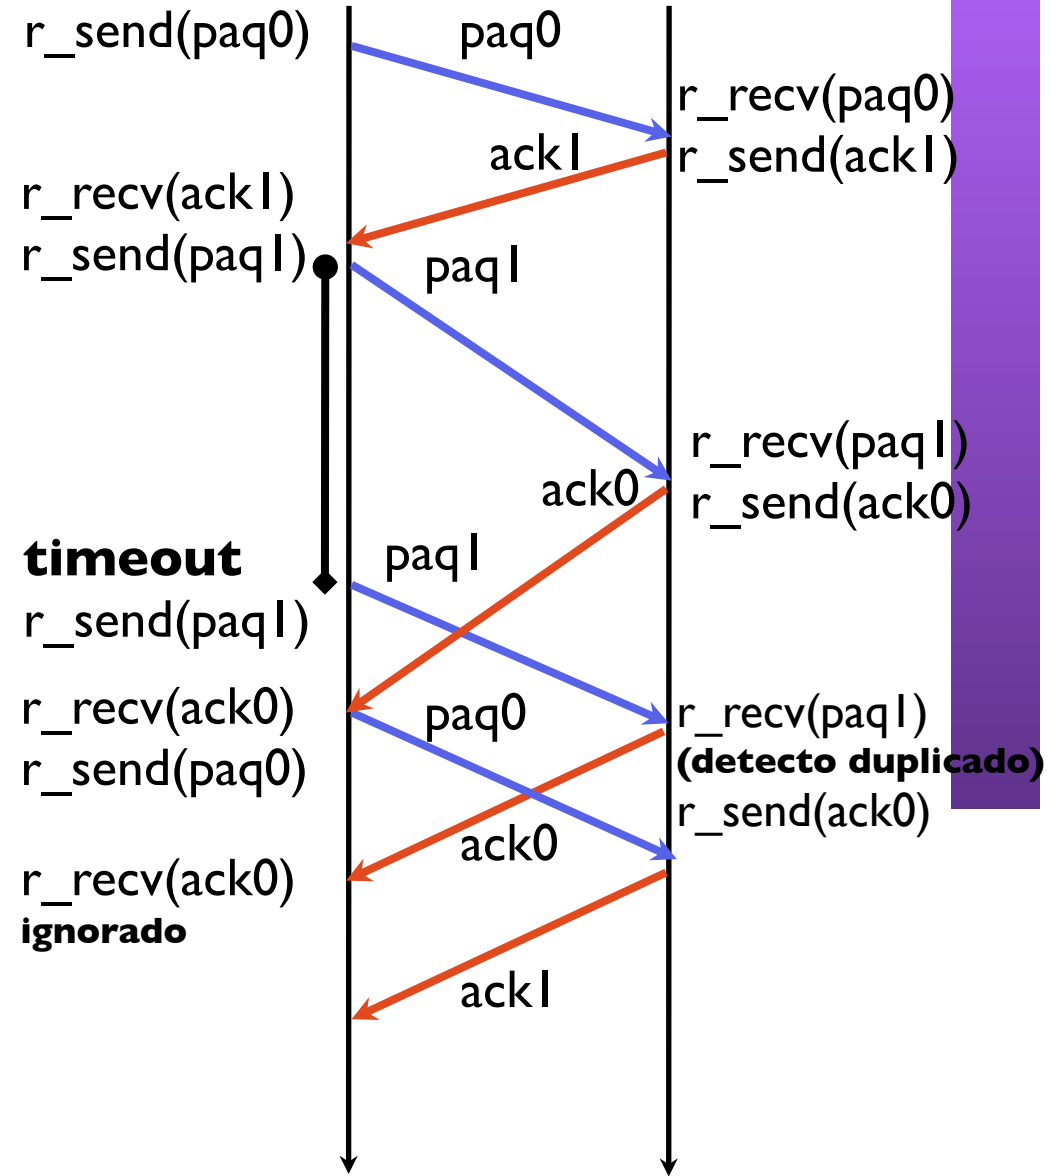 r_send(paq0)
paq0
r_recv(paq0)
ack1
r_send(ack1)
r_recv(ack1)
r_send(paq1)
paq1
r_recv(paq1)
ack0
r_send(ack0)
timeout
paq1
r_send(paq1)
r_recv(ack0)
paq0
r_recv(paq1)
r_send(paq0)
(detecto duplicado)
r_send(ack0)
ack0
r_recv(ack0)
ignorado
ack1